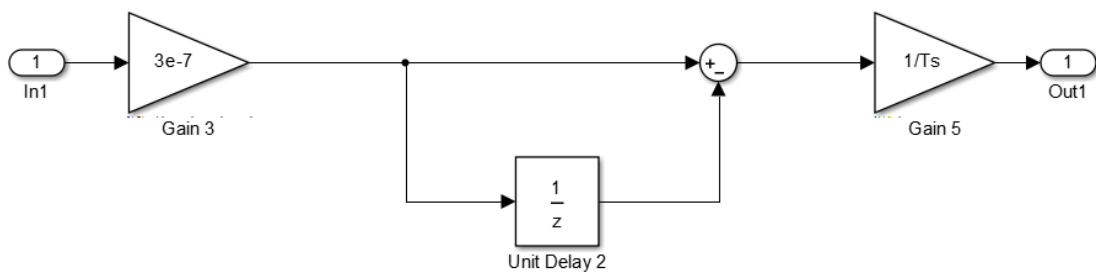 1
In1
3e-7
Gain 3
+
−
1/Ts
Gain 5
1
Out1
1
z
Unit Delay 2